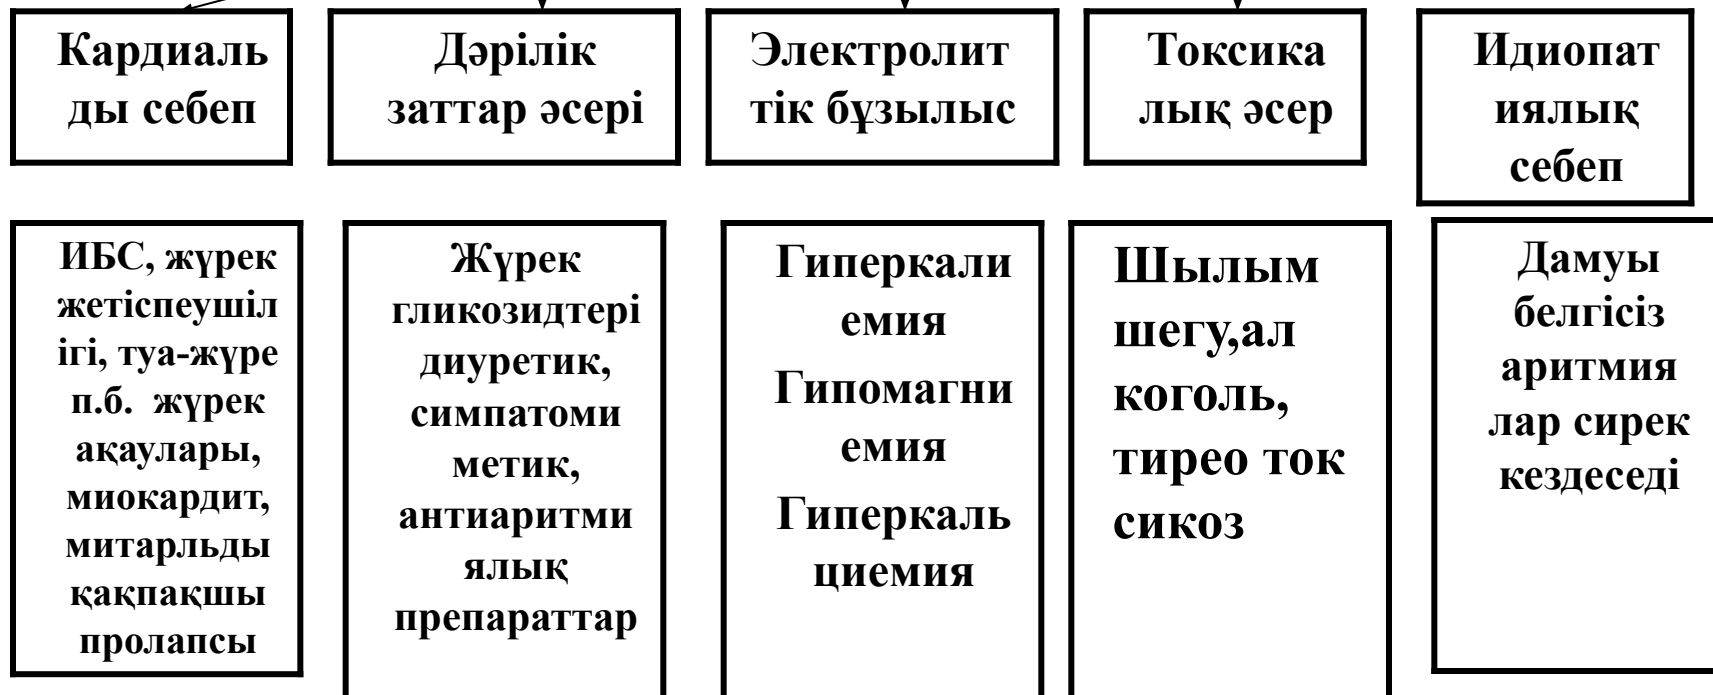 Кардиаль
ды себеп
Дәрілік
заттар әсері
Электролит
тік бұзылыс
Токсика
лық әсер
Идиопат
иялық
себеп
ИБС, жүрек
жетіспеушіл
ігі, туа-жүре
п.б. жүрек
ақаулары,
миокардит,
митарльды
қақпақшы
пролапсы
Жүрек
гликозидтері
диуретик,
симпатоми
метик,
антиаритми
ялық
препараттар
Гиперкали
емия
Гипомагни
емия
Гиперкаль
циемия
Шылым
шегу,ал
коголь,
тирео ток
сикоз
Дамуы
белгісіз
аритмия
лар сирек
кездеседі